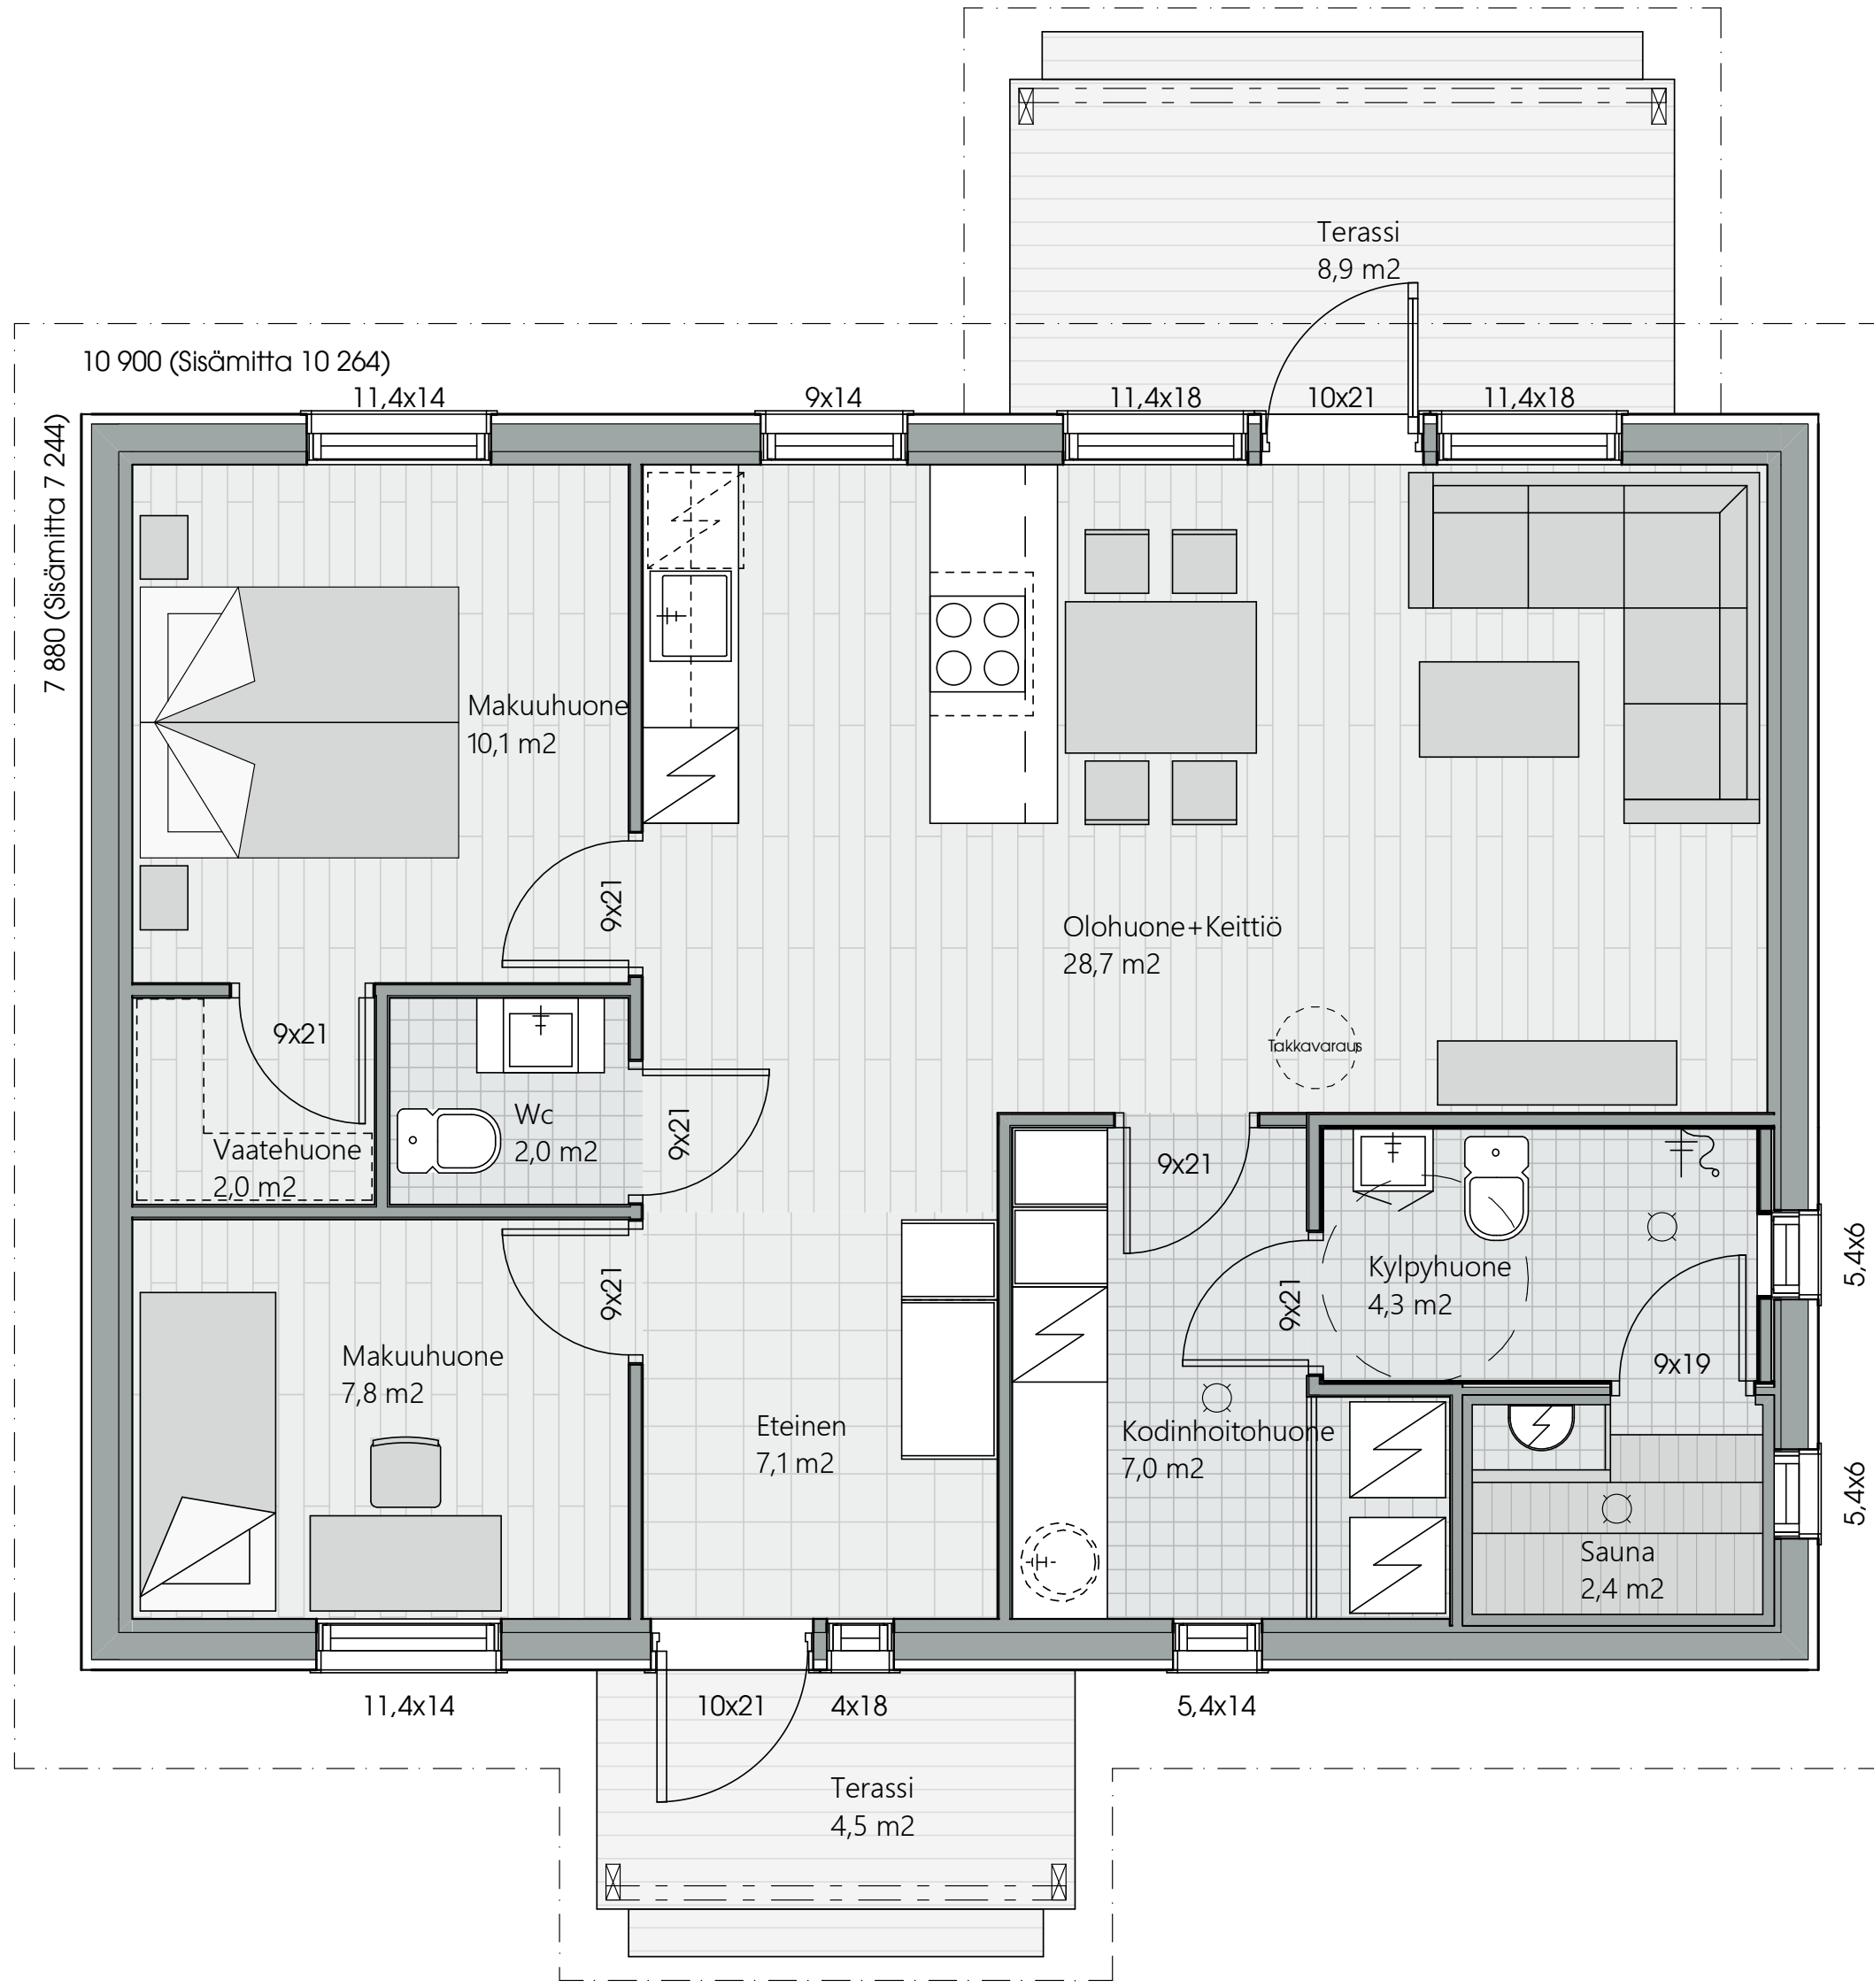 Terassi
8,9 m2
10 900 (Sisämitta 10 264)
7 880 (Sisämitta 7 244)
11,4x14
9x14
11,4x18
10x21
11,4x18
Makuuhuone
10,1 m2
9x21
Olohuone+Keittiö
28,7 m2
Takkavaraus
9x21
Vaatehuone
2,0 m2
Wc
2,0 m2
9x21
9x21
Kylpyhuone
4,3 m2
9x21
9x19
5,4x6
Makuuhuone
7,8 m2
9x21
Eteinen
7,1 m2
Kodinhoitohuone
7,0 m2
Sauna
2,4 m2
5,4x6
11,4x14
10x21
4x18
5,4x14
Terassi
4,5 m2